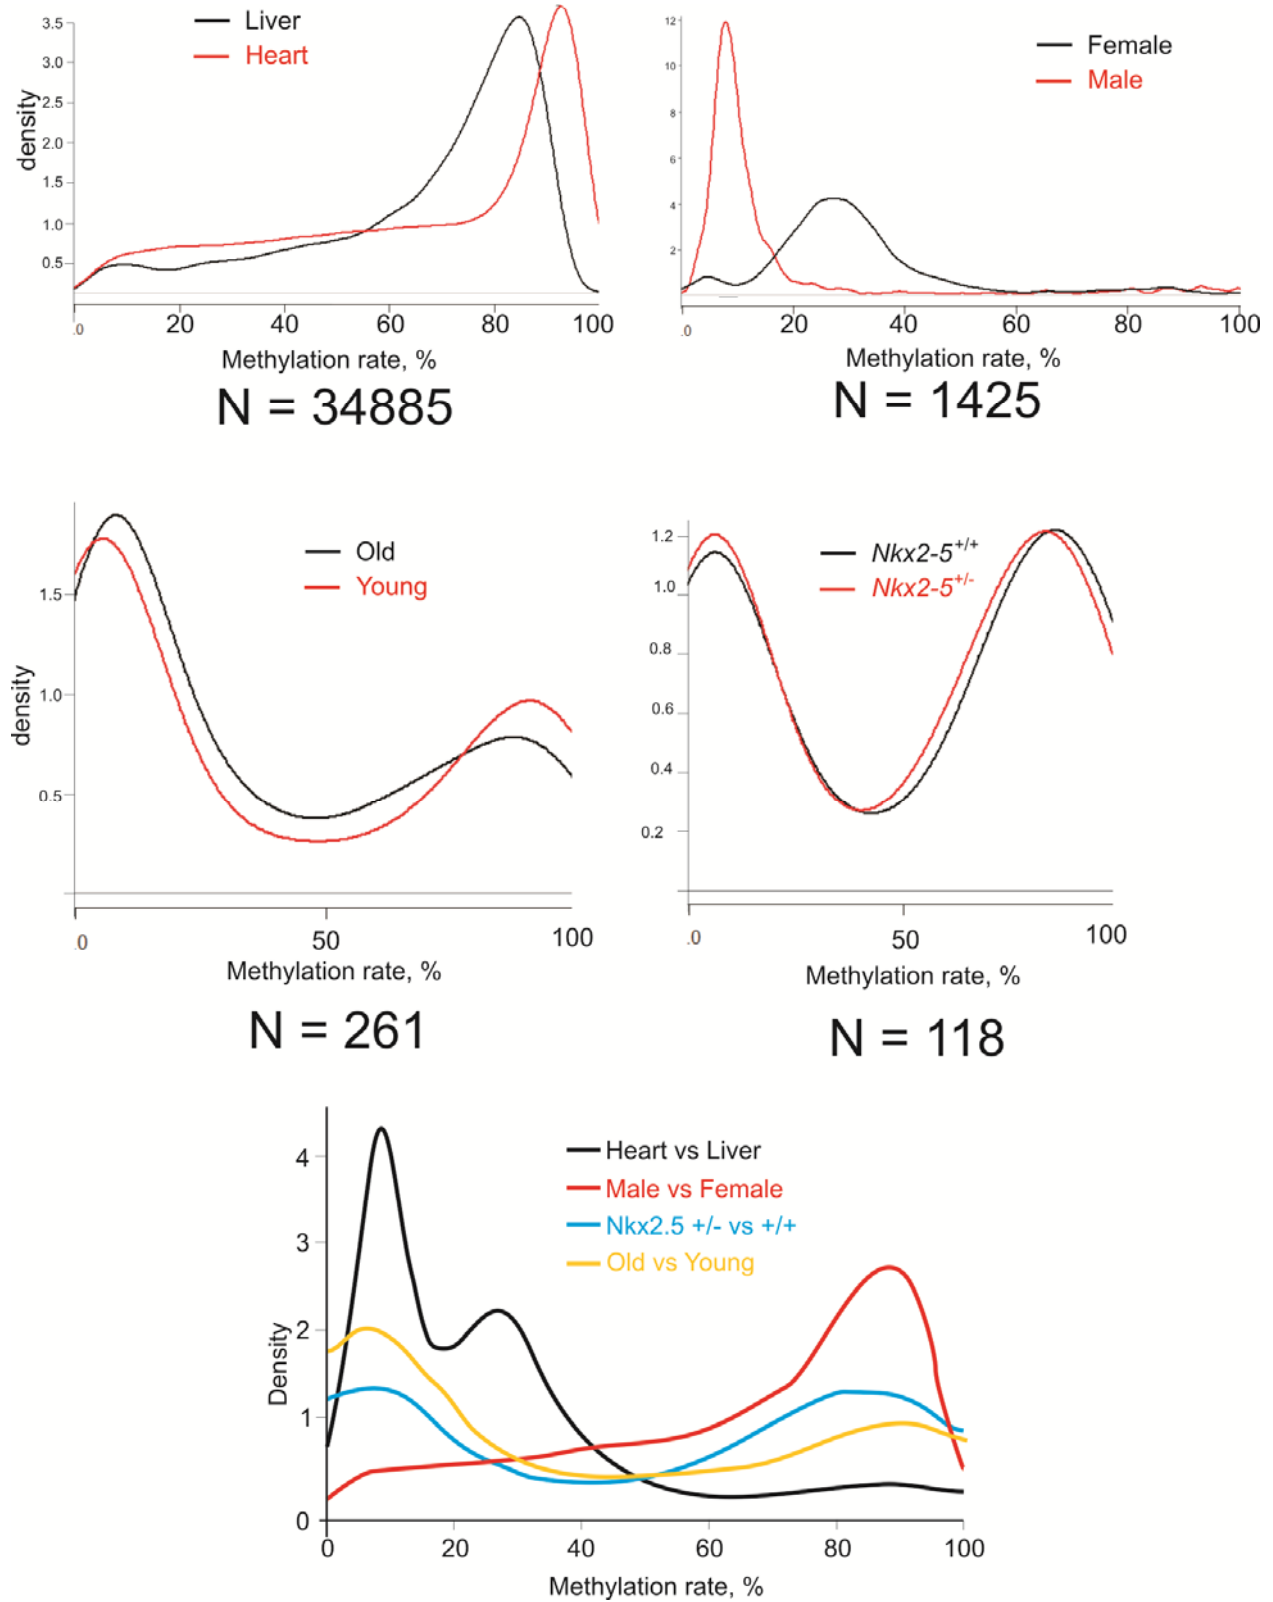 Liver
Heart
density
3.5
3.0
2.5
2.0
1.5
1.0
0.5
.0
20
40
60
80
100
Methylation rate, %
N = 34885
Female
Male
12
10
8
6
4
2
.0
20
40
60
80
100
Methylation rate, %
N = 1425
Old
Young
density
1.5
1.0
0.5
.0
50
100
Methylation rate, %
N = 261
Nkx2-5+/+
Nkx2-5+/-
1.2
1.0
0.8
0.6
0.4
0.2
.0
50
100
Methylation rate, %
N = 118
Heart vs Liver
Male vs Female
Nkx2.5 +/- vs +/+
Old vs Young
Density
4
3
2
1
0
0
20
40
60
80
100
Methylation rate, %